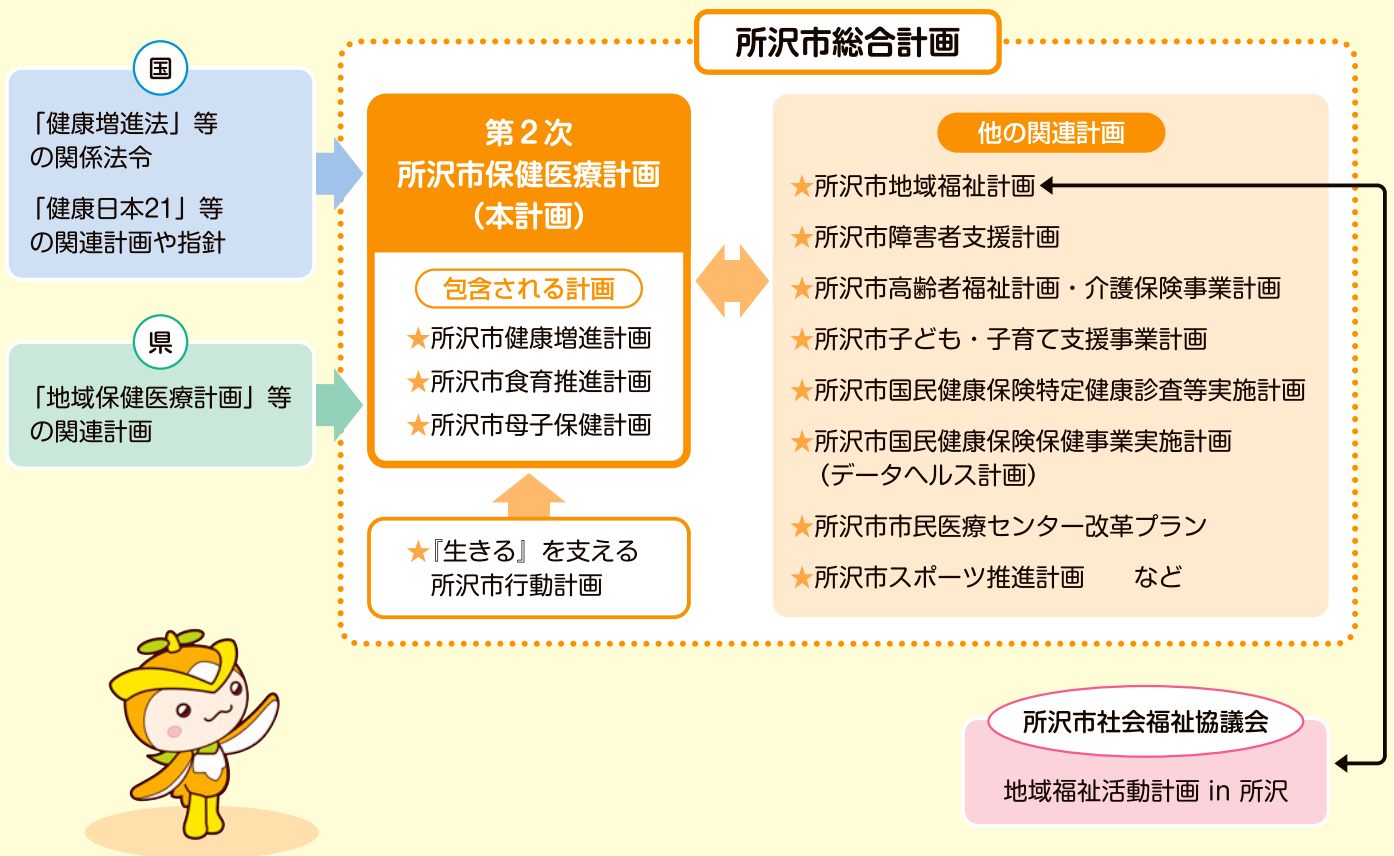 所沢市総合計画
国
「健康増進法」等
の関係法令
「健康日本21」等
の関連計画や指針
県
「地域保健医療計画」等
の関連計画
第２次
所沢市保健医療計画
（本計画）
包含される計画
★所沢市健康増進計画
★所沢市食育推進計画
★所沢市母子保健計画
★『生きる』を支える
所沢市行動計画
他の関連計画
★所沢市地域福祉計画
★所沢市障害者支援計画
★所沢市高齢者福祉計画・介護保険事業計画
★所沢市子ども・子育て支援事業計画
★所沢市国民健康保険特定健康診査等実施計画
★所沢市国民健康保険保健事業実施計画
（データヘルス計画）
★所沢市市民医療センター改革プラン
★所沢市スポーツ推進計画　　など
所沢市社会福祉協議会
地域福祉活動計画 in 所沢